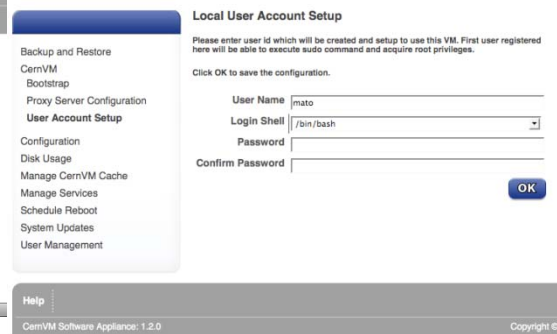 Backup and Restore
CernVM
Bootstrap
Proxy Server Configuration
User Account Setup
Configuration
Disk Usage
Manage CernVM Cache
Manage Services
Schedule Reboot
System Updates
User Management
Local User Account Setup
Please enter user id which will be created and setup to use this VM. First user registered
here will be able to execute sudo command and acquire root privileges.
Click OK to save the configuration.
User Name mato
Login Shell /bin/bash
Password
Confirm Password
OK
Help
CernVM Software Appliance: 1.2.0
Copyright ©